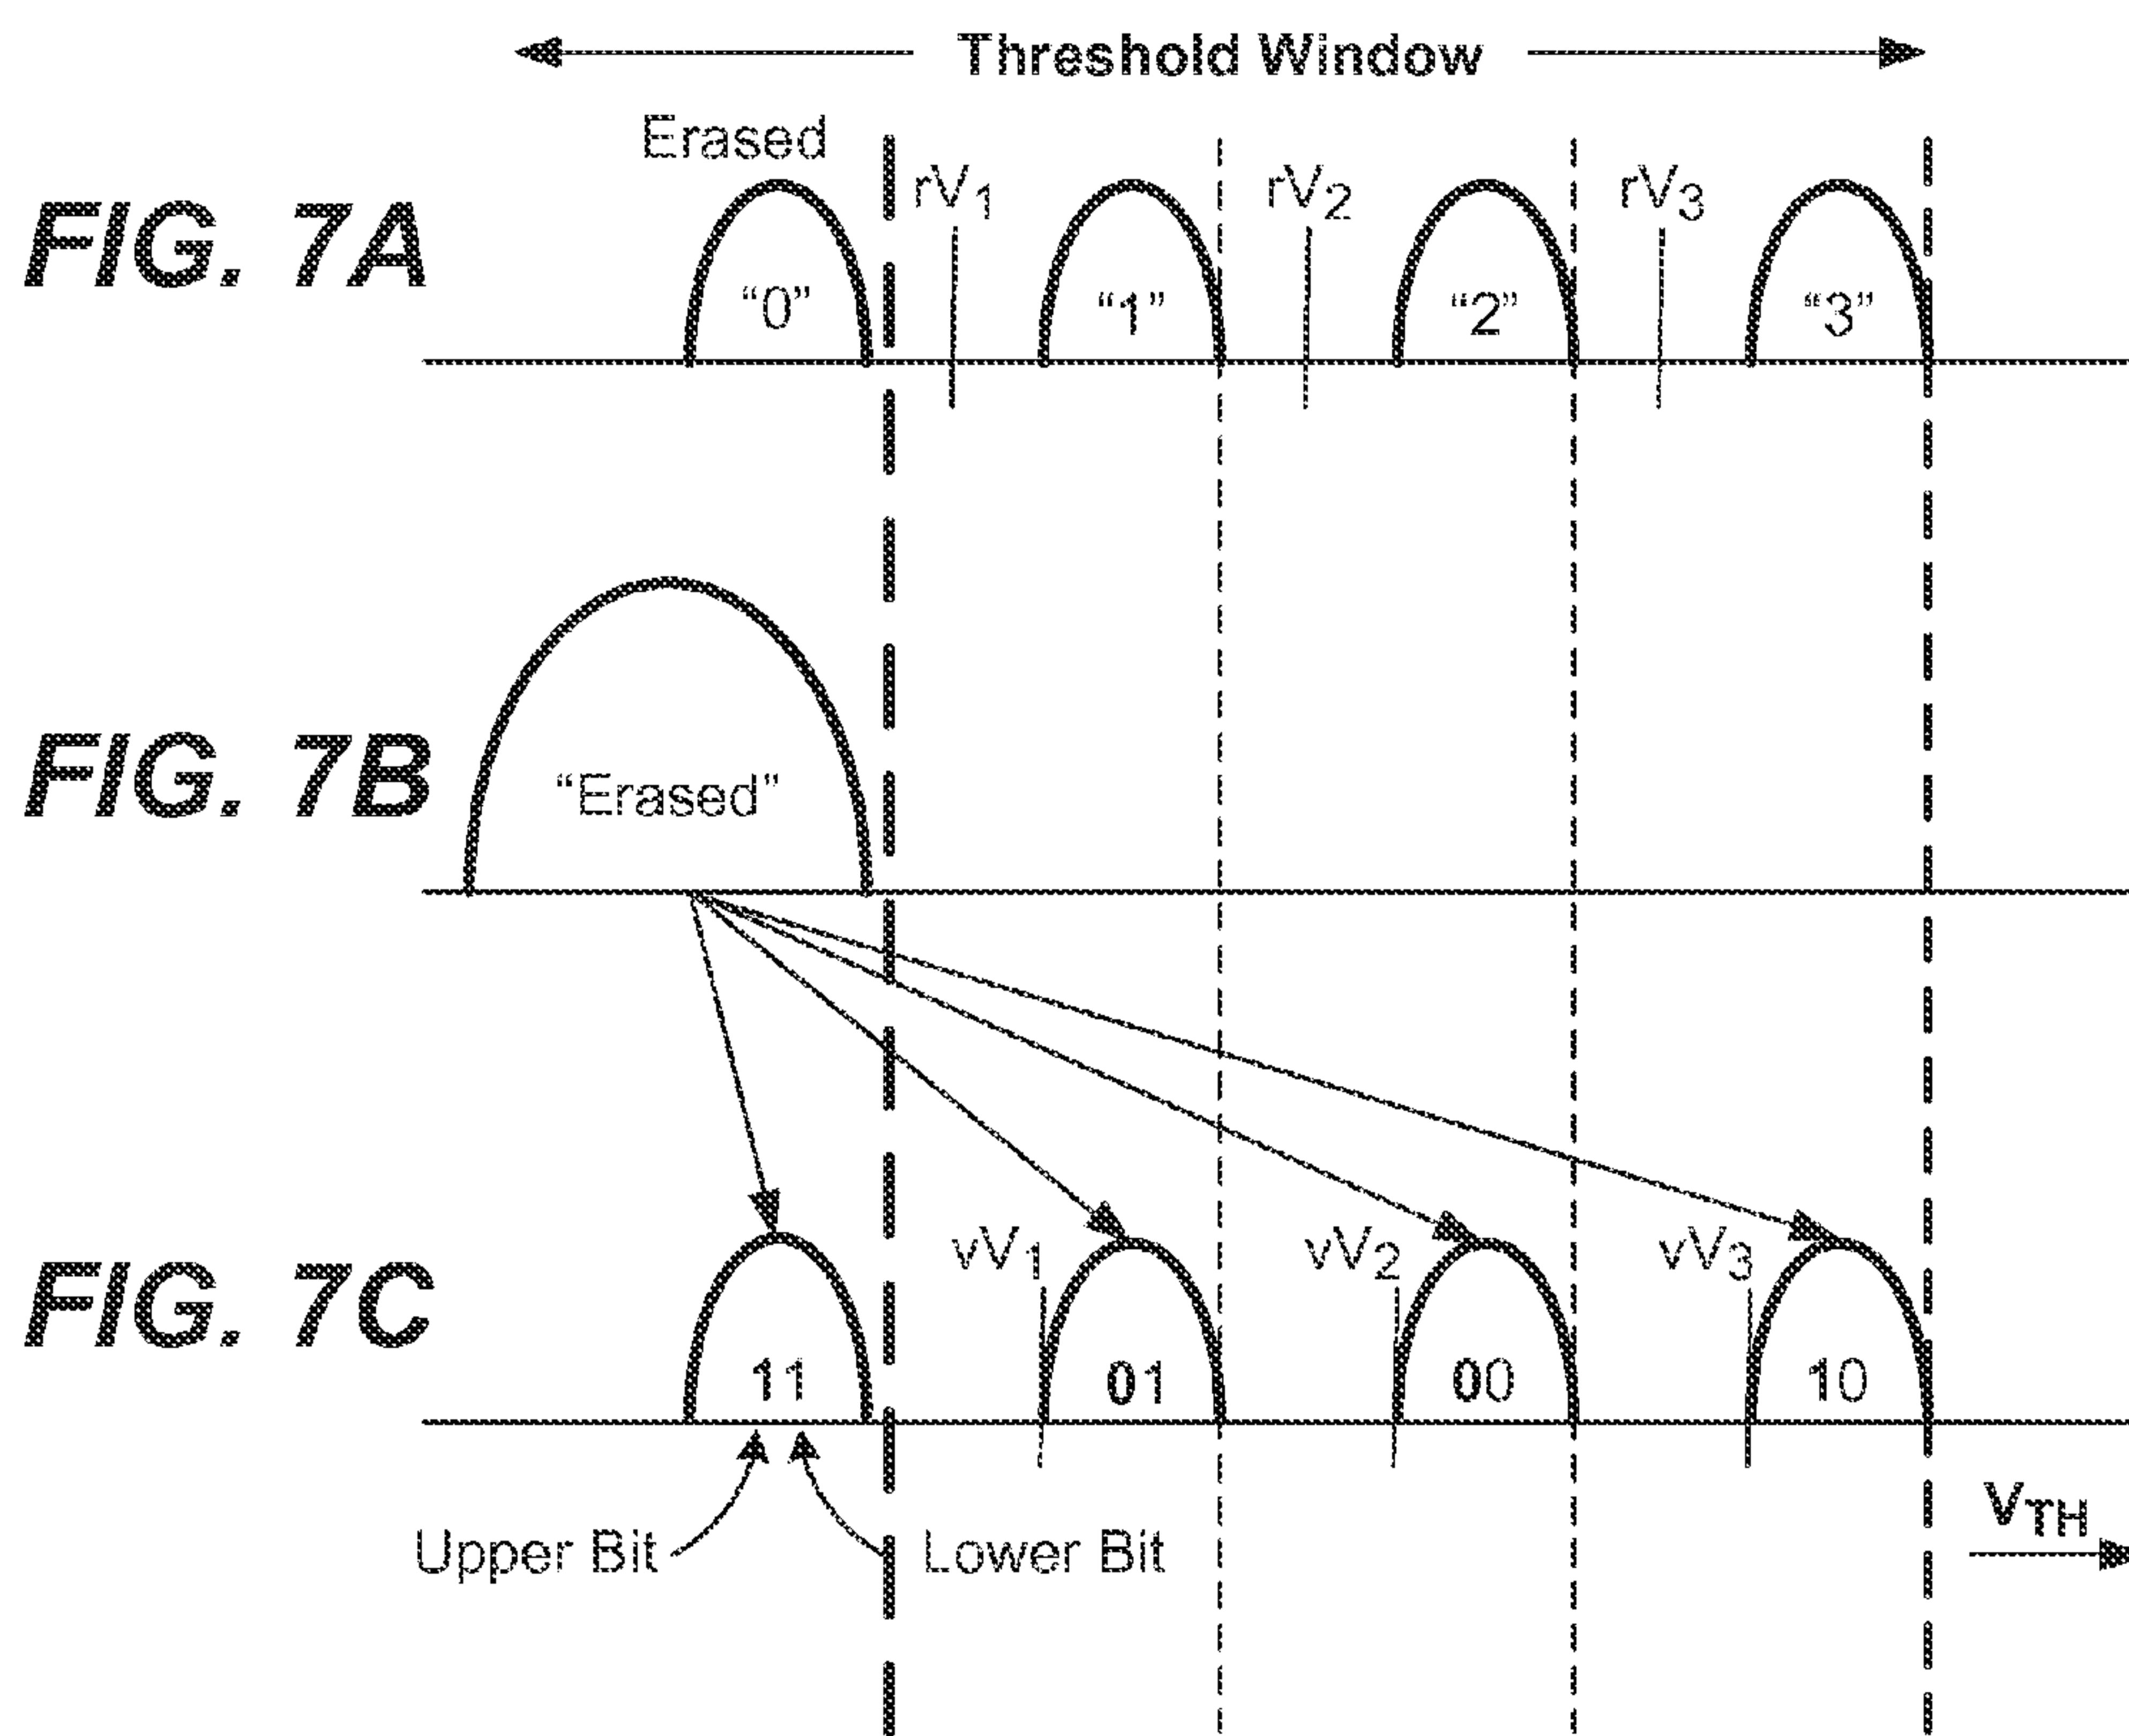 Threshold Window
Erased
FIG. 7A
rV1 rV2 rV3
“0” “1” “2” “3”
FIG. 7B
“Erased”
FIG. 7C
vV1 vV2 vV3
11 01 00 10
Upper Bit Lower Bit
VTH